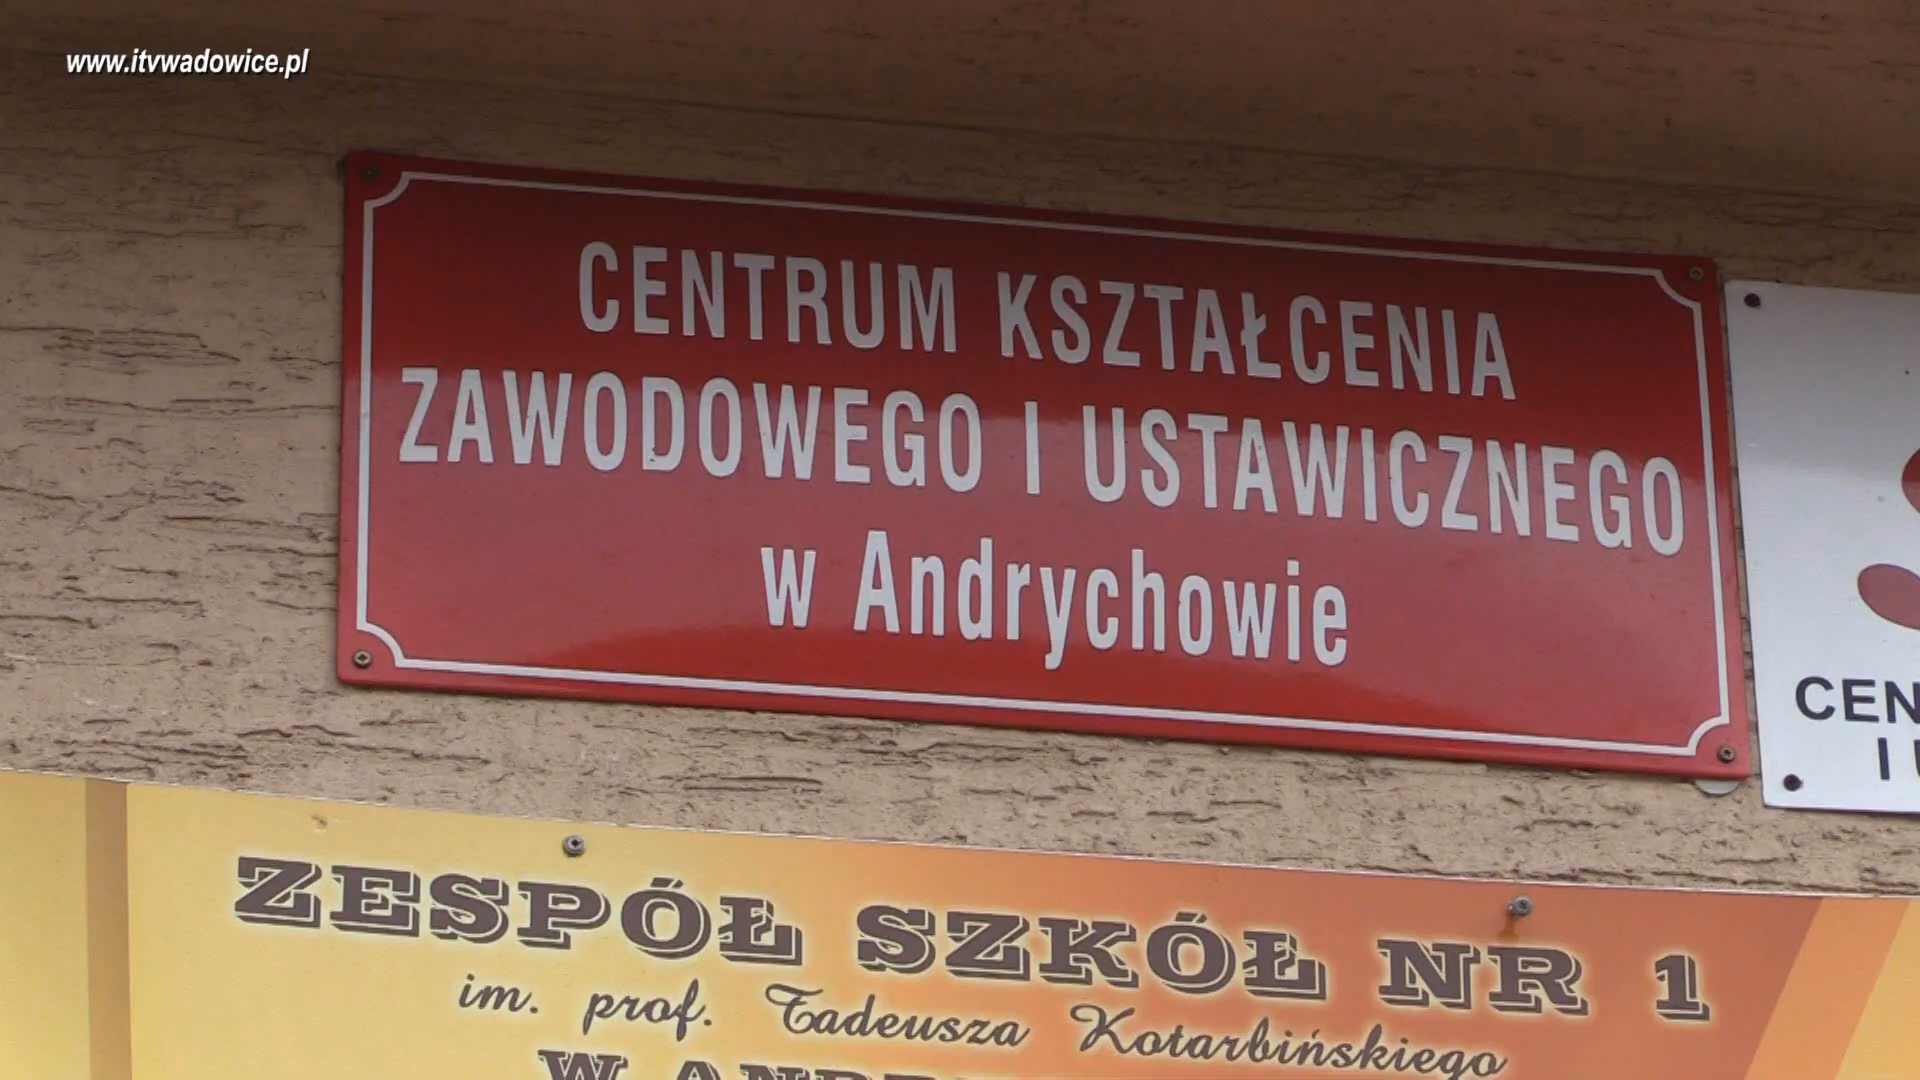 www.itvwadowice.pl
CENTRUM KSZTAŁCENIA
ZAWODOWEGO I USTAWICZNEGO
w Andrychowie
CEN
I U
ZESPÓŁ SZKÓŁ NR 1
im. prof. Tadeusza Kotarbińskiego